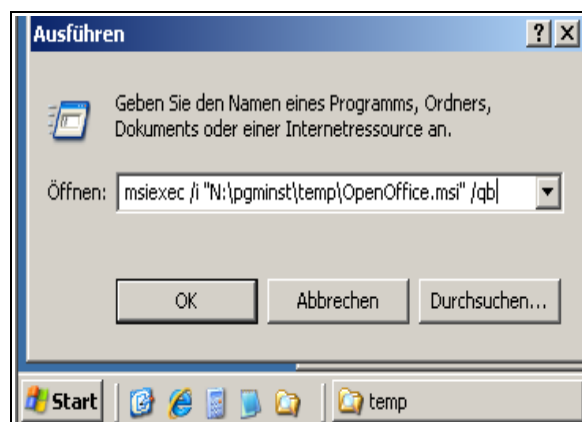 Ausführen
Geben Sie den Namen eines Programms, Ordners,
Dokuments oder einer Internetressource an.
Öffnen: msiexec /i "N:\pgminst\temp\OpenOffice.msi" /qb
OK Abbrechen Durchsuchen...
Start temp